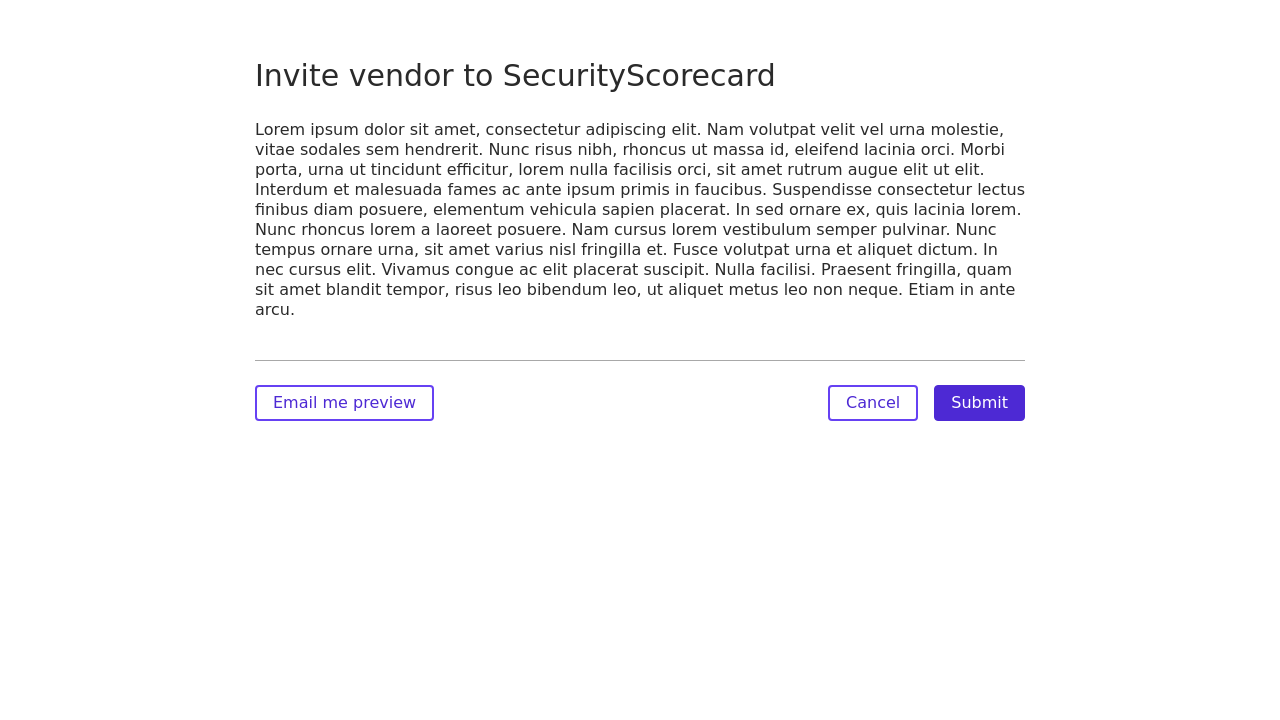 Invite vendor to SecurityScorecard
Lorem ipsum dolor sit amet, consectetur adipiscing elit. Nam volutpat velit vel urna molestie,
vitae sodales sem hendrerit. Nunc risus nibh, rhoncus ut massa id, eleifend lacinia orci. Morbi
porta, urna ut tincidunt efficitur, lorem nulla facilisis orci, sit amet rutrum augue elit ut elit.
Interdum et malesuada fames ac ante ipsum primis in faucibus. Suspendisse consectetur lectus
finibus diam posuere, elementum vehicula sapien placerat. In sed ornare ex, quis lacinia lorem.
Nunc rhoncus lorem a laoreet posuere. Nam cursus lorem vestibulum semper pulvinar. Nunc
tempus ornare urna, sit amet varius nisl fringilla et. Fusce volutpat urna et aliquet dictum. In
nec cursus elit. Vivamus congue ac elit placerat suscipit. Nulla facilisi. Praesent fringilla, quam
sit amet blandit tempor, risus leo bibendum leo, ut aliquet metus leo non neque. Etiam in ante
arcu.
Email me preview
Cancel
Submit